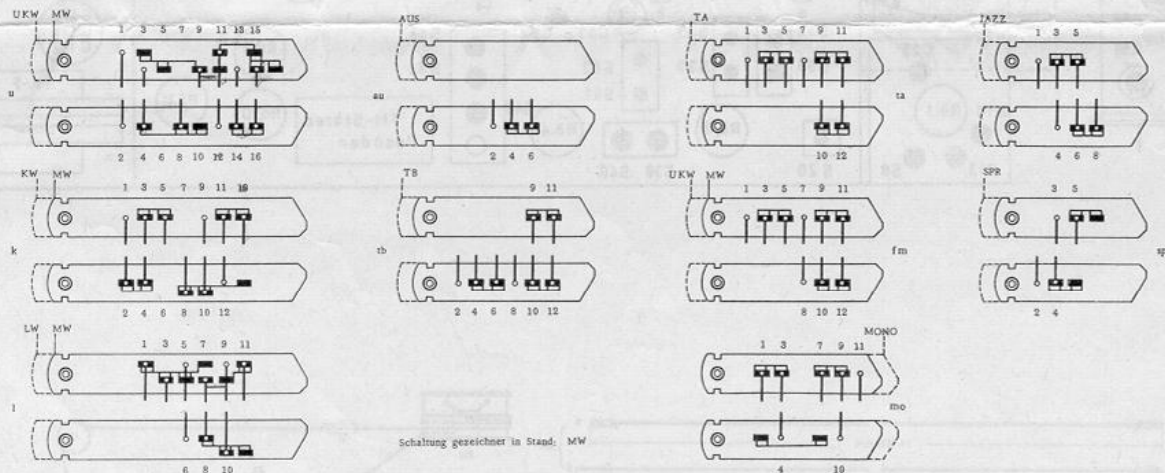 UKW MW 1 3 5 7 9 11 13 15
u
2 4 6 8 10 12 14 16
AUS
au
2 4 6
TA
1 3 5 7 9 11
ta
10 12
JAZZ
1 3 5
4 6 8
KW MW 1 3 5 7 9 11
k
2 4 6 8 10 12
TB
9 11
tb
2 4 6 8 10 12
UKW MW
1 3 5 7 9 11
fm
8 10 12
SPR
3 5
sp
2 4
LW MW
1 3 5 7 9 11
l
6 8 10
MONO
1 3 7 9 11
mo
4 10
Schaltung gezeichnet in Stand: MW